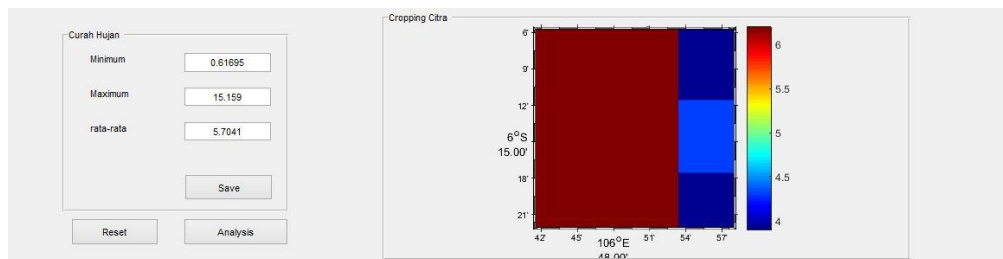 Curah Hujan
Minimum 0.61695
Maximum 15.159
rata-rata 5.7041
Save
Reset Analysis
Cropping Citra
6'
9'
12'
6°S
15.00'
18'
21'
42' 45' 106°E 51' 54' 57'
48.00'
6
5.5
5
4.5
4